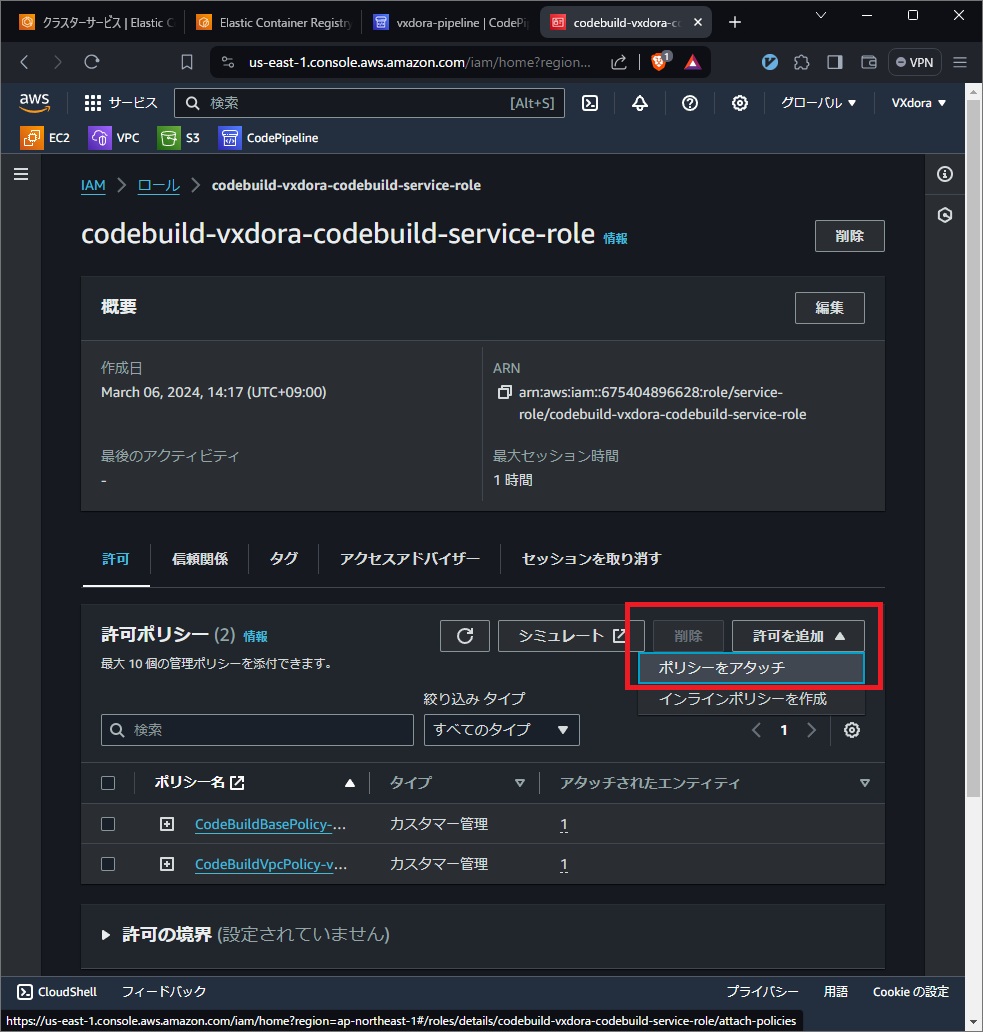 クラスターサービス | Elastic C
Elastic Container Registry
vxdora-pipeline | CodePip
codebuild-vxdora-co
us-east-1.console.aws.amazon.com/iam/home?region...
1
VPN
aws
サービス
検索
[Alt+S]
グローバル
VXdora
EC2
VPC
S3
CodePipeline
IAM
ロール
codebuild-vxdora-codebuild-service-role
codebuild-vxdora-codebuild-service-role 情報
削除
概要
編集
作成日
March 06, 2024, 14:17 (UTC+09:00)
ARN
arn:aws:iam::675404896628:role/service-
role/codebuild-vxdora-codebuild-service-role
最後のアクティビティ
-
最大セッション時間
1 時間
許可
信頼関係
タグ
アクセスアドバイザー
セッションを取り消す
許可ポリシー (2) 情報
シミュレート
削除
許可を追加
最大 10 個の管理ポリシーを添付できます。
ポリシーをアタッチ
インラインポリシーを作成
絞り込み タイプ
検索
すべてのタイプ
1
ポリシー名
タイプ
アタッチされたエンティティ
CodeBuildBasePolicy-...
カスタマー管理
1
CodeBuildVpcPolicy-v...
カスタマー管理
1
許可の境界 (設定されていません)
CloudShell
フィードバック
プライバシー
用語
Cookie の設定
https://us-east-1.console.aws.amazon.com/iam/home?region=ap-northeast-1#/roles/details/codebuild-vxdora-codebuild-service-role/attach-policies